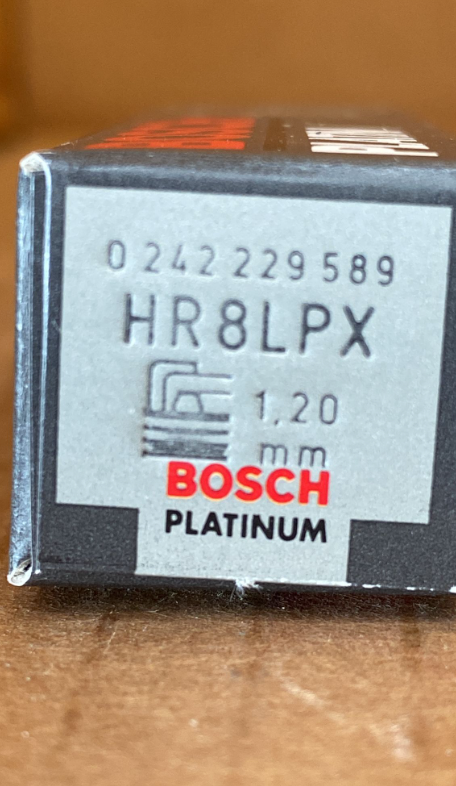 0 242 229 589
HR8LPX
1,20
mm
BOSCH
PLATINUM